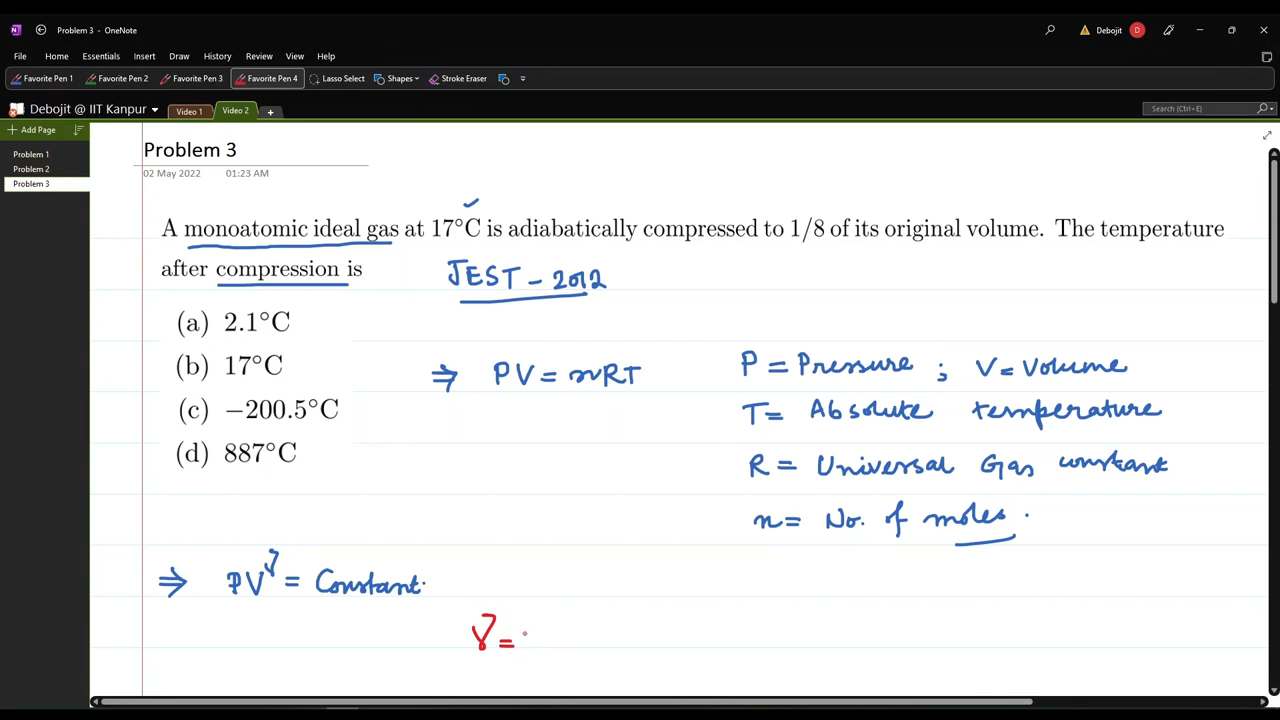 Problem 3 - OneNote
Debojit D
File Home Essentials Insert Draw History Review View Help
Favorite Pen 1 Favorite Pen 2 Favorite Pen 3 Favorite Pen 4 Lasso Select Shapes Stroke Eraser
Debojit @ IIT Kanpur Video 1 Video 2 Search (Ctrl+E)
Add Page
Problem 1
Problem 2
Problem 3
Problem 3
02 May 2022 01:23 AM
A monoatomic ideal gas at 17°C is adiabatically compressed to 1/8 of its original volume. The temperature
after compression is
JEST - 2012
(a) 2.1°C
(b) 17°C
(c) −200.5°C
(d) 887°C
⇒ PV = nRT
P = Pressure ; V = Volume
T = Absolute temperature
R = Universal Gas constant
n = No. of moles.
⇒ PV^γ = Constant.
γ =